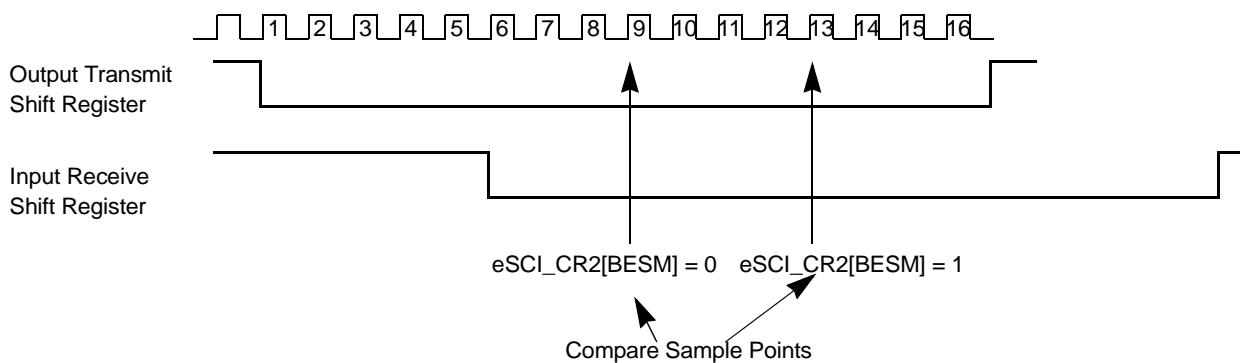 1 2 3 4 5 6 7 8 9 10 11 12 13 14 15 16
Output Transmit
Shift Register
Input Receive
Shift Register
eSCI_CR2[BESM] = 0 eSCI_CR2[BESM] = 1
Compare Sample Points